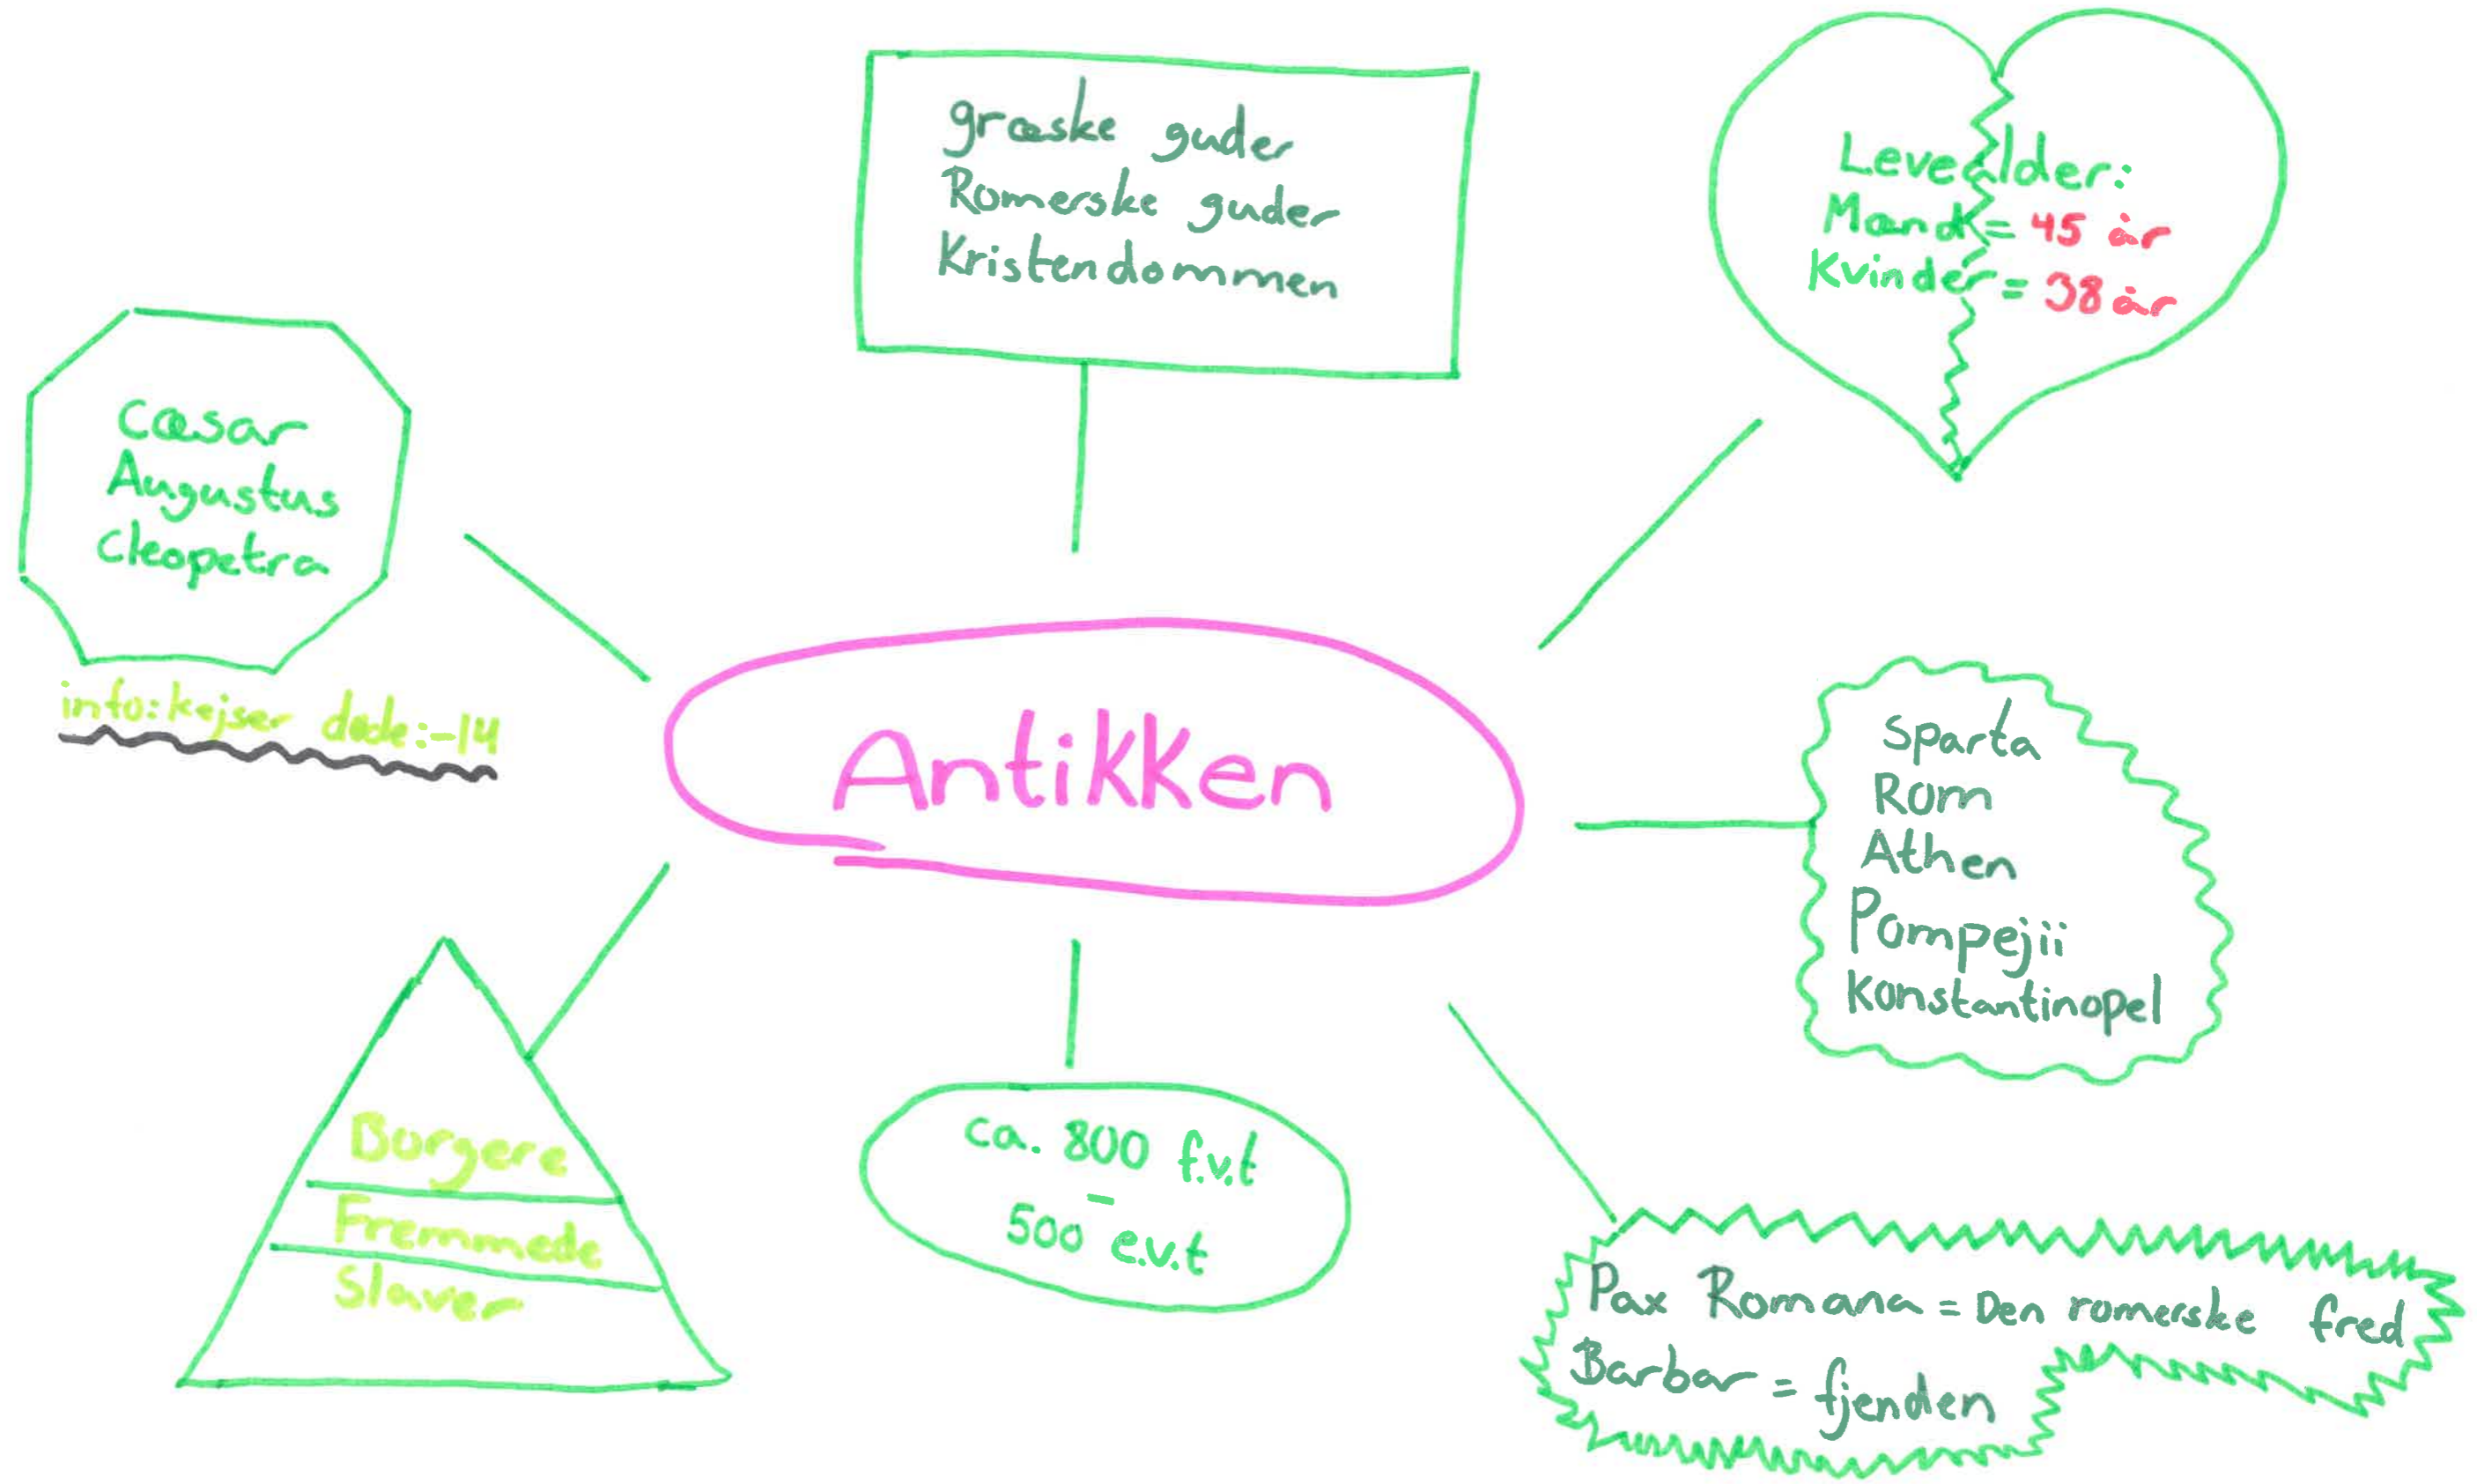 græske guder
Romerske guder
Kristendommen
Levealder:
Mænd = 45 år
Kvinder = 38 år
Cæsar
Augustus
Cleopetra
info: kejser døde: -14
Antikken
Sparta
Rom
Athen
Pompejii
Konstantinopel
Borgere
Fremmede
Slaver
ca. 800 f.v.t
-
500 e.v.t
Pax Romana = Den romerske fred
Barbar = fjenden